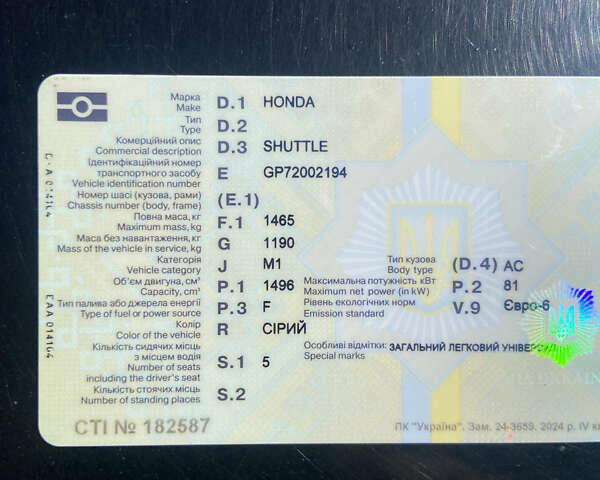 Марка
Make D.1 HONDA
Тип
Type D.2
Комерційний опис
Commercial description D.3 SHUTTLE
Ідентифікаційний номер
транспортного засобу E GP72002194
Vehicle identification number
Номер шасі (кузова, рами)
Chassis number (body, frame) (E.1)
Повна маса, кг
Maximum mass, kg F.1 1465
Маса без навантаження, кг
Mass of the vehicle in service, kg G 1190
Категорія
Vehicle category J M1
Тип кузова
Body type (D.4) АС
Об'єм двигуна, см³
Capacity, cm³ P.1 1496
Максимальна потужність кВт
Maximum net power (in kW) P.2 81
Тип палива або джерела енергії
Type of fuel or power source P.3 F
Рівень екологічних норм
Emission standard V.9 Євро-6
Колір
Color of the vehicle R СІРИЙ
Кількість сидячих місць
з місцем водія
Number of seats
including the driver's seat S.1 5
Особливі відмітки: ЗАГАЛЬНИЙ ЛЕГКОВИЙ
Special marks
Кількість стоячих місць
Number of standing places S.2
СТІ № 182587
ПК "Україна". Зам. 24-3659. 2024 р. IV
ЕАА 014104